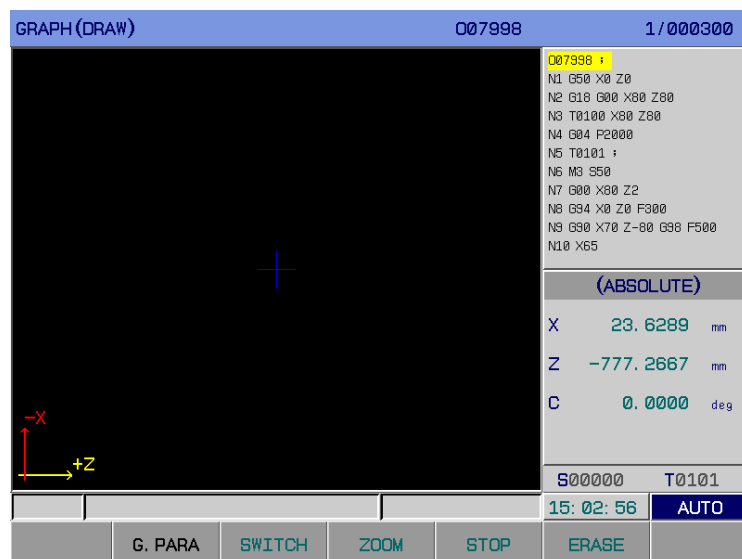 GRAPH(DRAW) O07998 1/000300
O07998 ;
N1 G50 X0 Z0
N2 G18 G00 X80 Z80
N3 T0100 X80 Z80
N4 G04 P2000
N5 T0101 ;
N6 M3 S50
N7 G00 X80 Z2
N8 G94 X0 Z0 F300
N9 G90 X70 Z-80 G98 F500
N10 X65
(ABSOLUTE)
X 23.6289 mm
Z -777.2667 mm
C 0.0000 deg
-X
+Z
S00000 T0101
15:02:56 AUTO
G.PARA SWITCH ZOOM STOP ERASE